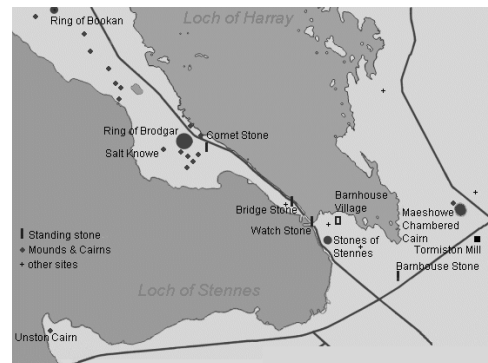 Ring of Bookan
Loch of Harray
Ring of Brodgar
Comet Stone
Salt Knowe
Bridge Stone
Barnhouse
Village
Watch Stone
Maeshowe
Chambered
Cairn
Stones of
Stennes
Tormiston Mill
Barnhouse Stone
Standing stone
Mounds & Cairns
other sites
Loch of Stennes
Unston Cairn